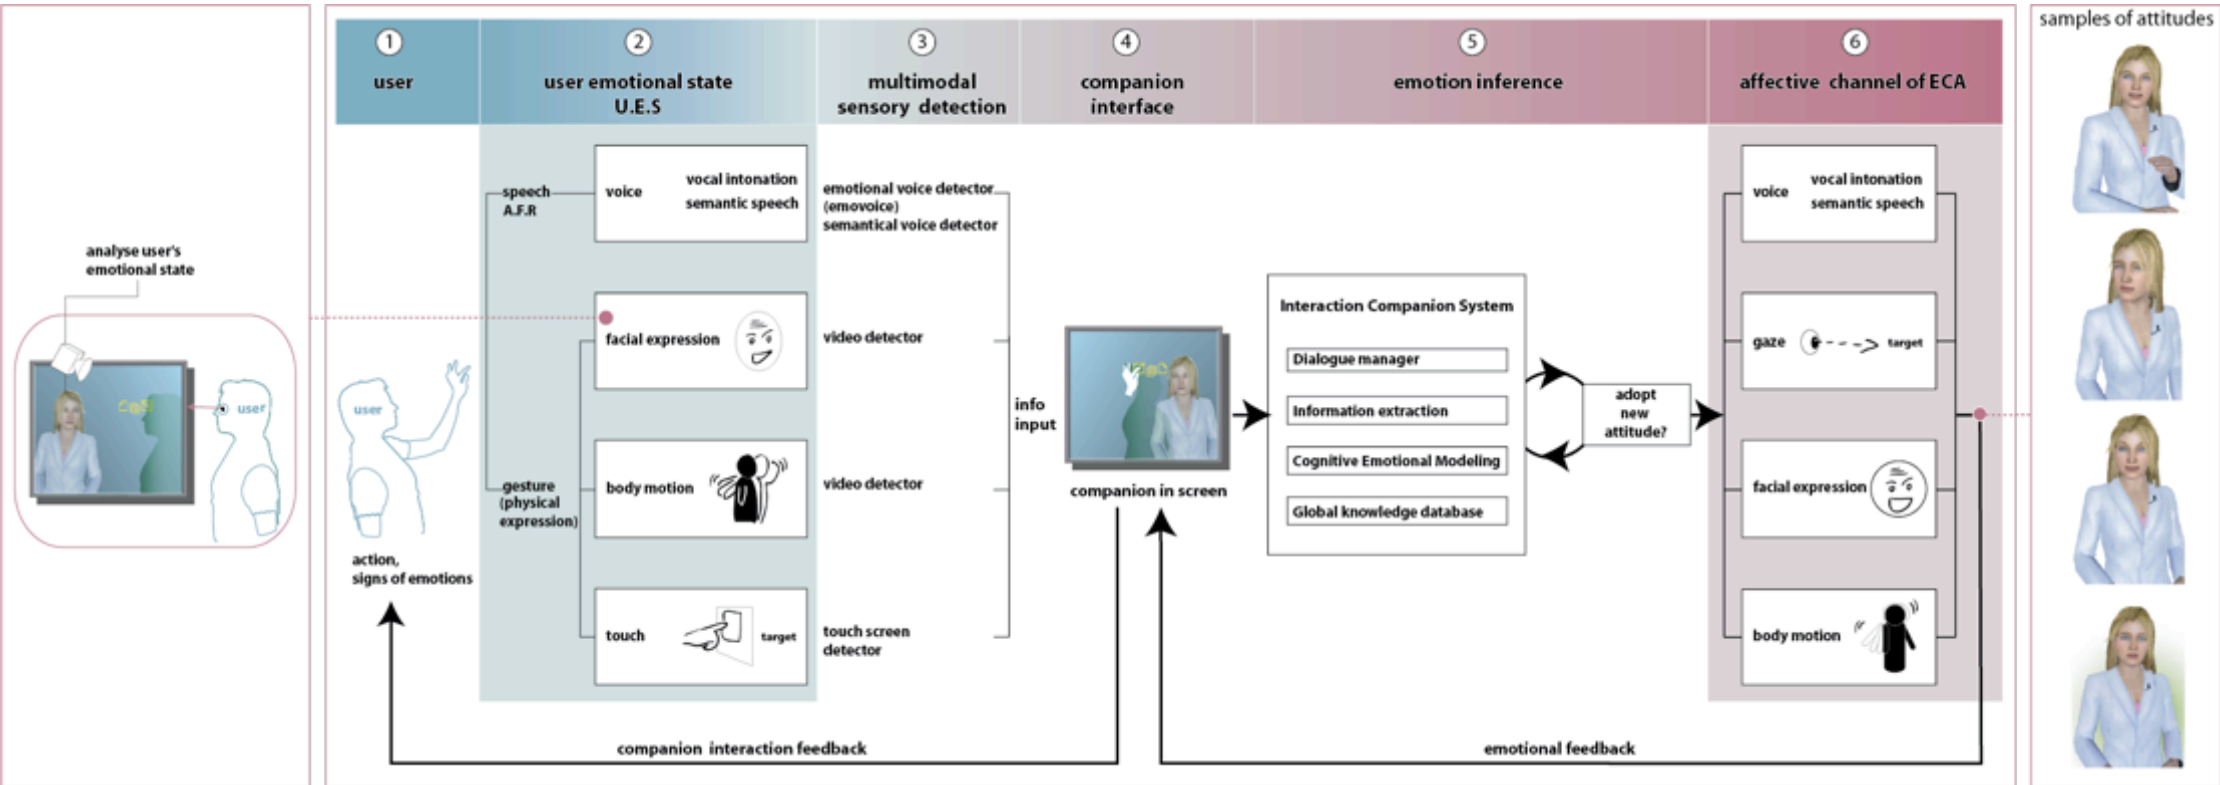 analyse user's
emotional state
user
1
user
user
action,
signs of emotions
2
user emotional state
U.E.S
speech
A.F.R
voice
vocal intonation
semantic speech
facial expression
gesture
(physical
expression)
body motion
touch
target
3
multimodal
sensory detection
emotional voice detector
(emovoice)
semantical voice detector
video detector
video detector
touch screen
detector
info
input
4
companion
interface
companion in screen
companion interaction feedback
5
emotion inference
Interaction Companion System
Dialogue manager
Information extraction
Cognitive Emotional Modeling
Global knowledge database
adopt
new
attitude?
emotional feedback
6
affective channel of ECA
voice
vocal intonation
semantic speech
gaze
target
facial expression
body motion
samples of attitudes